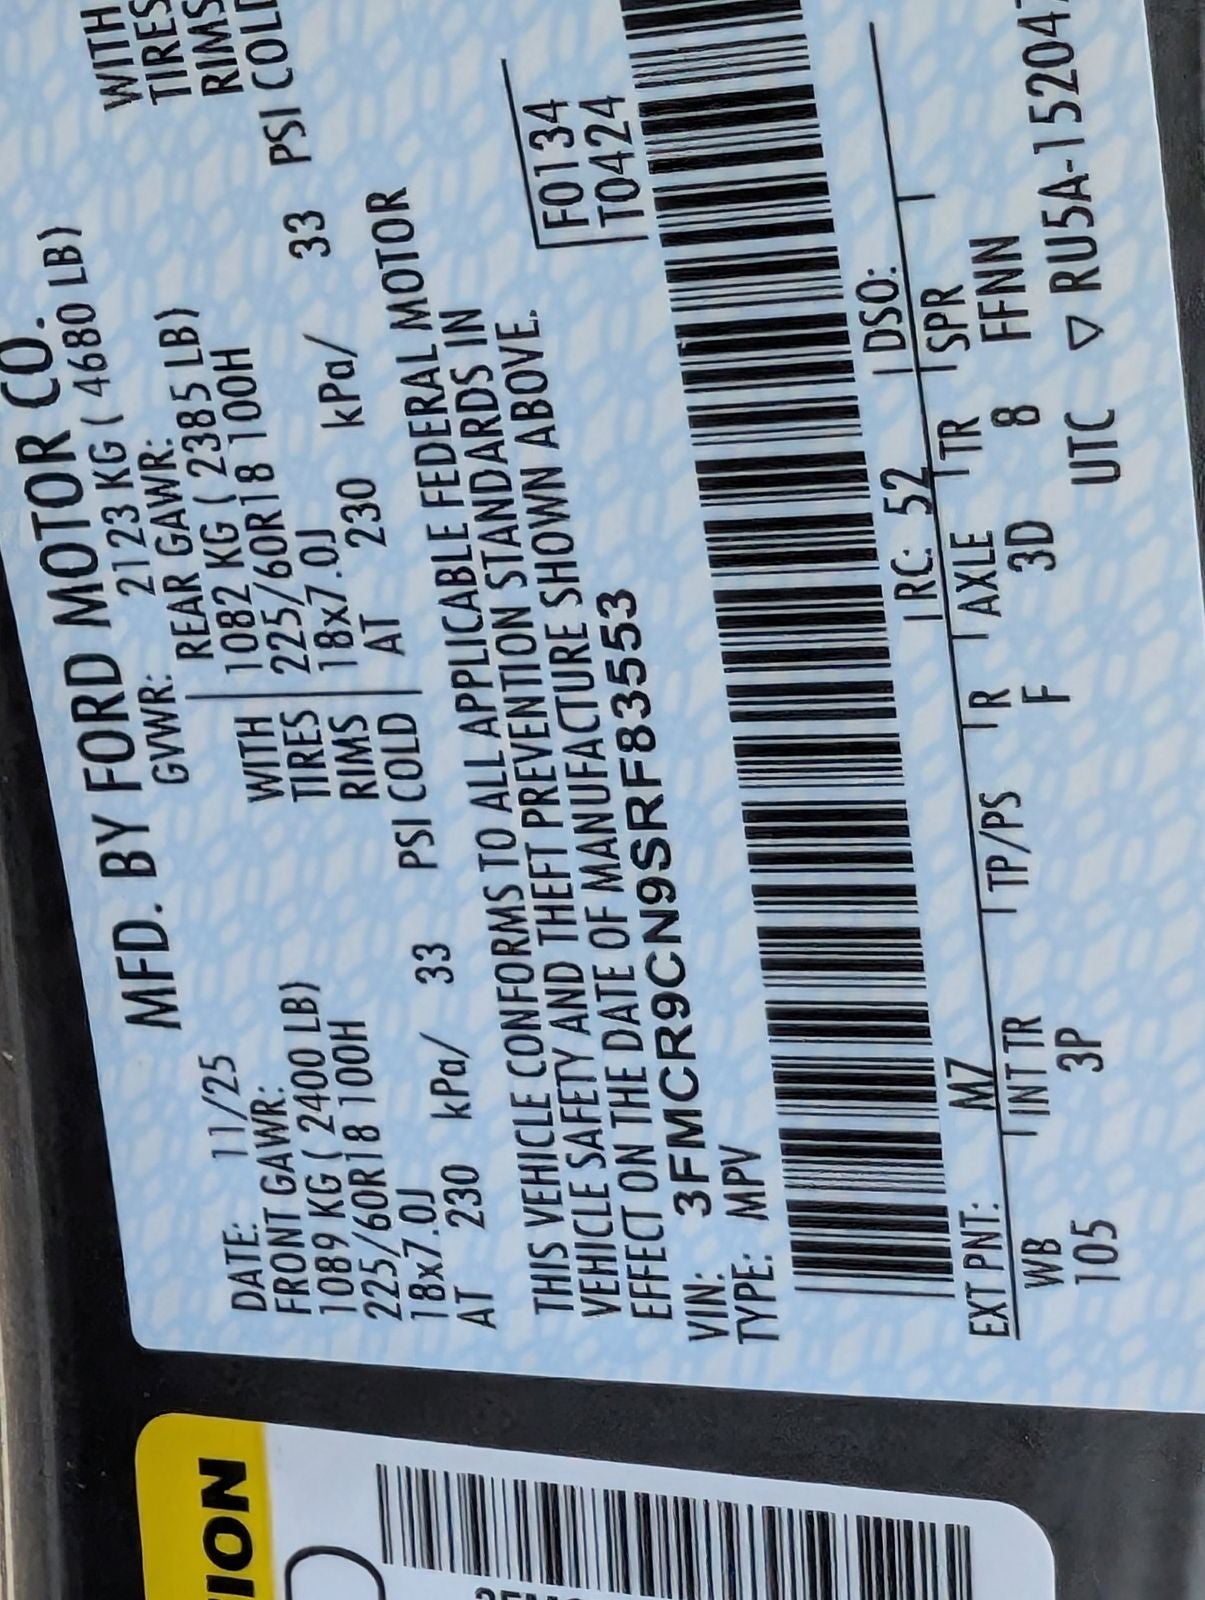 MFD. BY FORD MOTOR CO.
DATE: 11/25 GVWR: 2123 KG ( 4680 LB)
FRONT GAWR: REAR GAWR:
1089 KG ( 2400 LB) WITH 1082 KG ( 2385 LB) WITH
225/60R18 100H TIRES 225/60R18 100H TIRES
18x7.0J RIMS 18x7.0J RIMS
AT 230 kPa/ 33 PSI COLD AT 230 kPa/ 33 PSI COLD
THIS VEHICLE CONFORMS TO ALL APPLICABLE FEDERAL MOTOR
VEHICLE SAFETY AND THEFT PREVENTION STANDARDS IN
EFFECT ON THE DATE OF MANUFACTURE SHOWN ABOVE.
VIN: 3FMCR9CN9SRF83553 F0134
TYPE: MPV T0424
EXT PNT: MZ RC: 52 DSO:
WB INT TR TP/PS R AXLE TR SPR
105 3P F 3D 8 FFNN
UTC ▽ RU5A-152047
ION